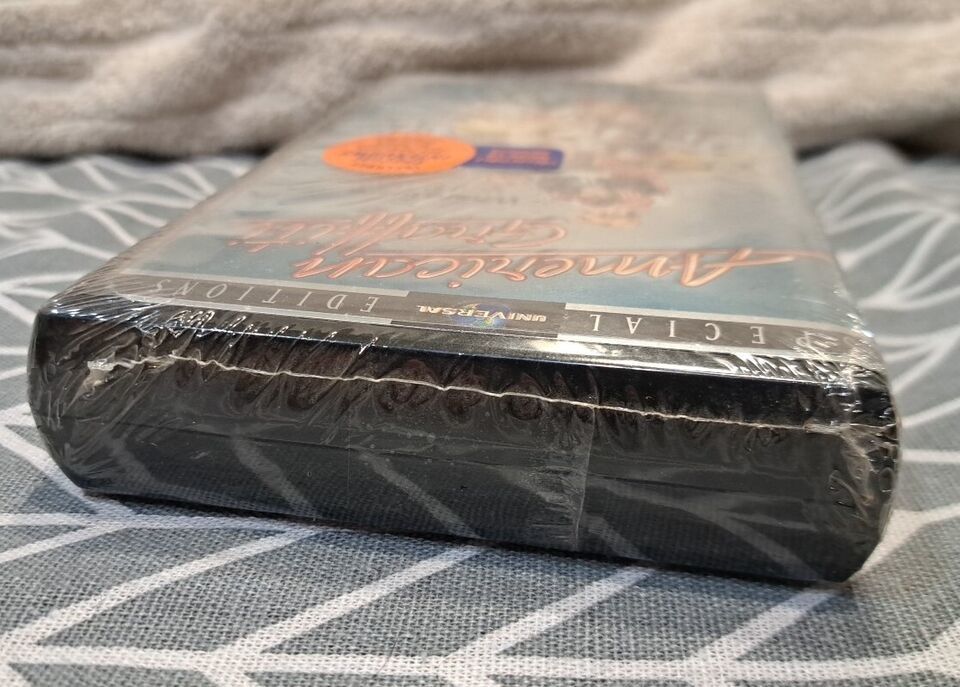 American
Graffiti
SPECIAL EDITIONS
UNIVERSAL